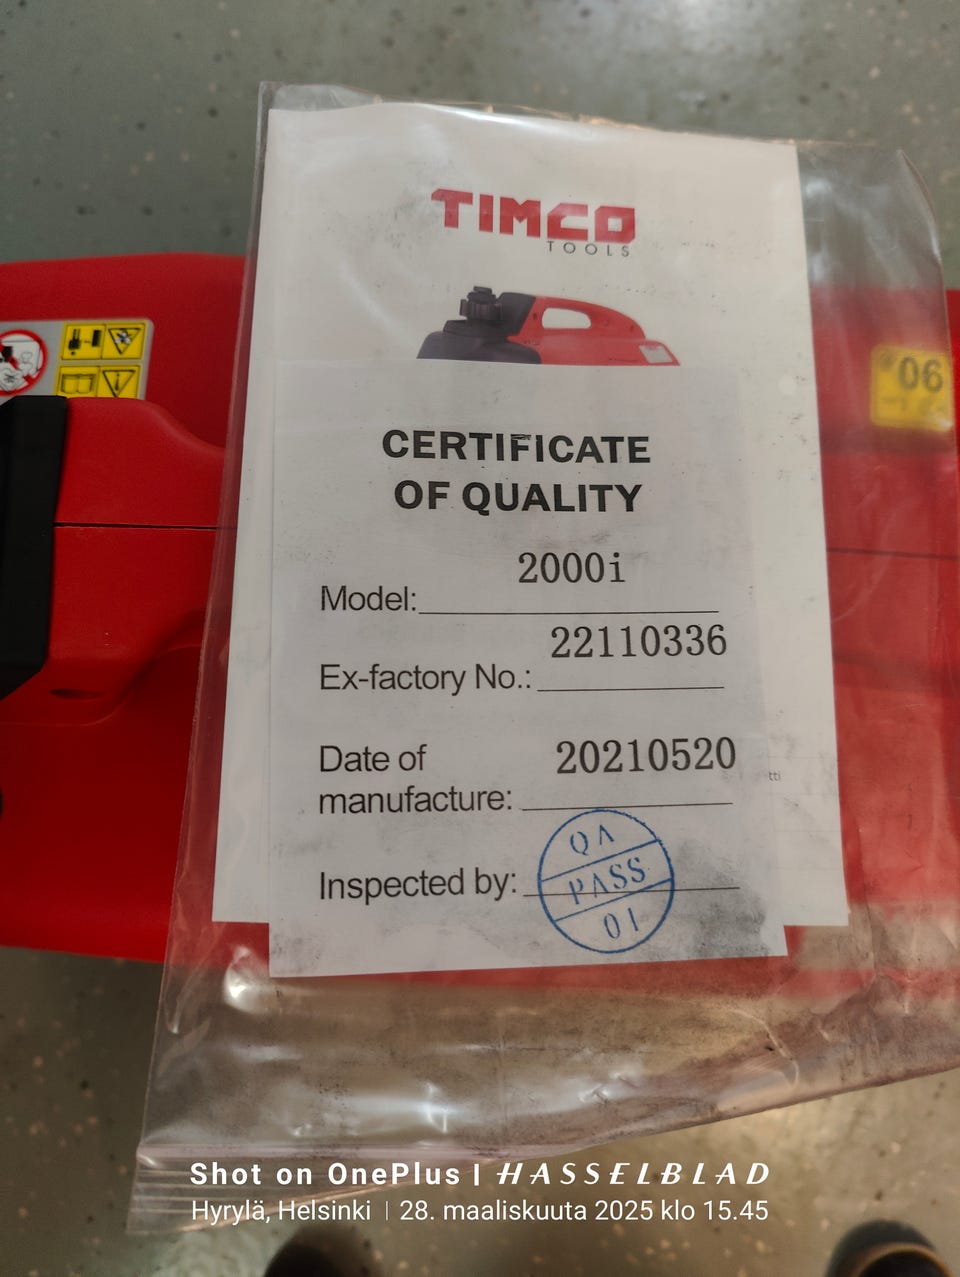 TIMCO
TOOLS
06
CERTIFICATE
OF QUALITY
Model: 2000i
Ex-factory No.: 22110336
Date of
manufacture: 20210520
tti
Inspected by:
QA
PASS
01
Shot on OnePlus | HASSELBLAD
Hyrylä, Helsinki | 28. maaliskuuta 2025 klo 15.45